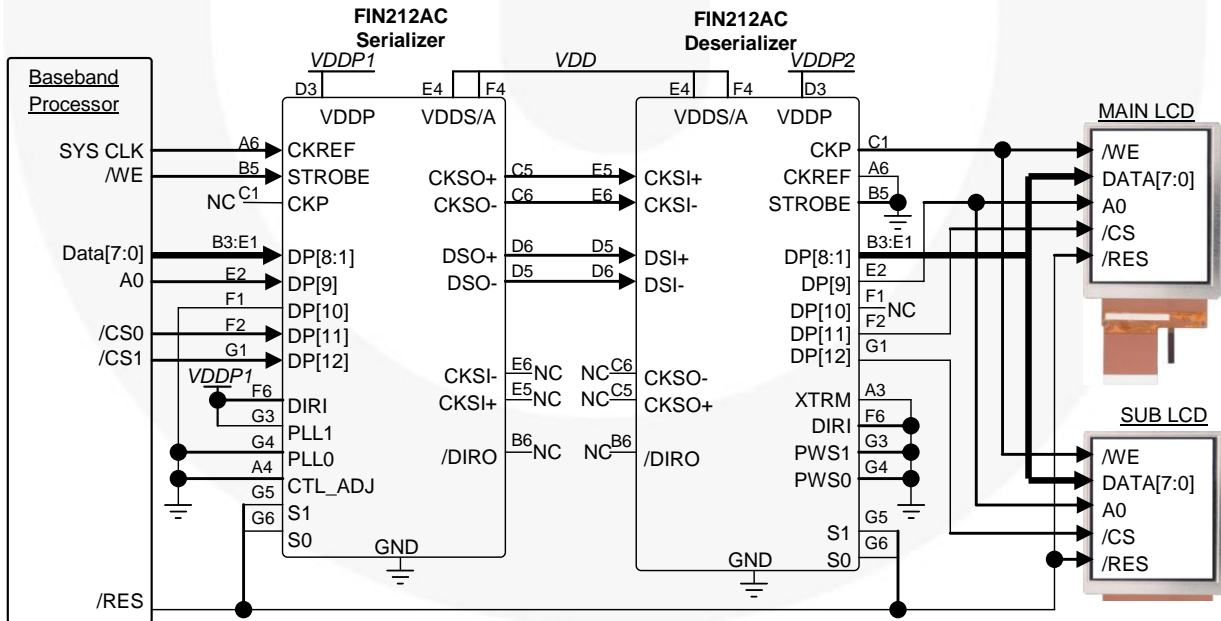 FIN212AC
Serializer
FIN212AC
Deserializer
Baseband
Processor
SYS CLK
/WE
Data[7:0]
A0
/CS0
/CS1
/RES
VDDP1
D3
E4
F4
VDD
VDDP
VDDS/A
A6
CKREF
B5
STROBE
NC
C1
CKP
B3:E1
DP[8:1]
E2
DP[9]
F1
DP[10]
F2
DP[11]
G1
DP[12]
VDDP1
F6
DIRI
G3
PLL1
G4
PLL0
A4
CTL_ADJ
G5
S1
G6
S0
GND
CKSO+
C5
CKSO-
C6
DSO+
D6
DSO-
D5
CKSI-
E6
NC
CKSI+
E5
NC
/DIRO
B6
NC
E4
F4
VDDP2
D3
VDDS/A
VDDP
E5
CKSI+
E6
CKSI-
D5
DSI+
D6
DSI-
NC
C6
CKSO-
NC
C5
CKSO+
NC
B6
/DIRO
GND
CKP
C1
CKREF
A6
STROBE
B5
DP[8:1]
B3:E1
DP[9]
E2
DP[10]
F1
NC
DP[11]
F2
DP[12]
G1
XTRM
A3
DIRI
F6
PWS1
G3
PWS0
G4
S1
G5
S0
G6
MAIN LCD
/WE
DATA[7:0]
A0
/CS
/RES
SUB LCD
/WE
DATA[7:0]
A0
/CS
/RES